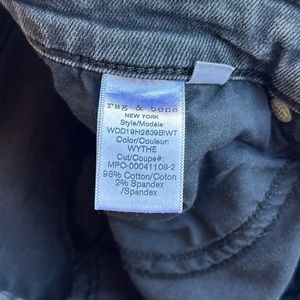 rag & bone
NEW YORK
Style/Modèle
WDD19H2639BIWT
Color/Couleur:
WYTHE
Cut/Coupe#:
MPO-00041108-2
98% Cotton/Coton
2% Spandex
/Spandex